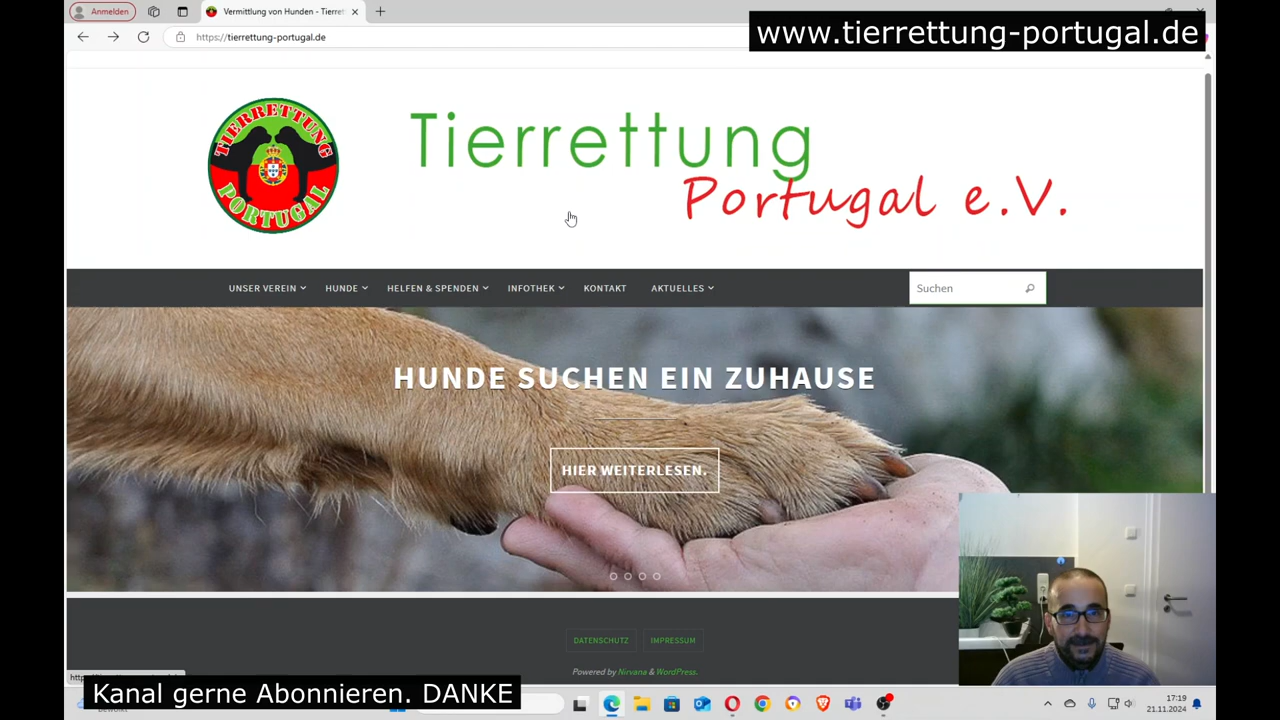 Anmelden
Vermittlung von Hunden - Tierret
www.tierrettung-portugal.de
https://tierrettung-portugal.de
TIERRETTUNG
PORTUGAL
Tierrettung
Portugal e.V.
UNSER VEREIN
HUNDE
HELFEN & SPENDEN
INFOTHEK
KONTAKT
AKTUELLES
Suchen
HUNDE SUCHEN EIN ZUHAUSE
HIER WEITERLESEN.
DATENSCHUTZ
IMPRESSUM
Powered by Nirvana & WordPress.
Kanal gerne Abonnieren. DANKE
17:19
21.11.2024